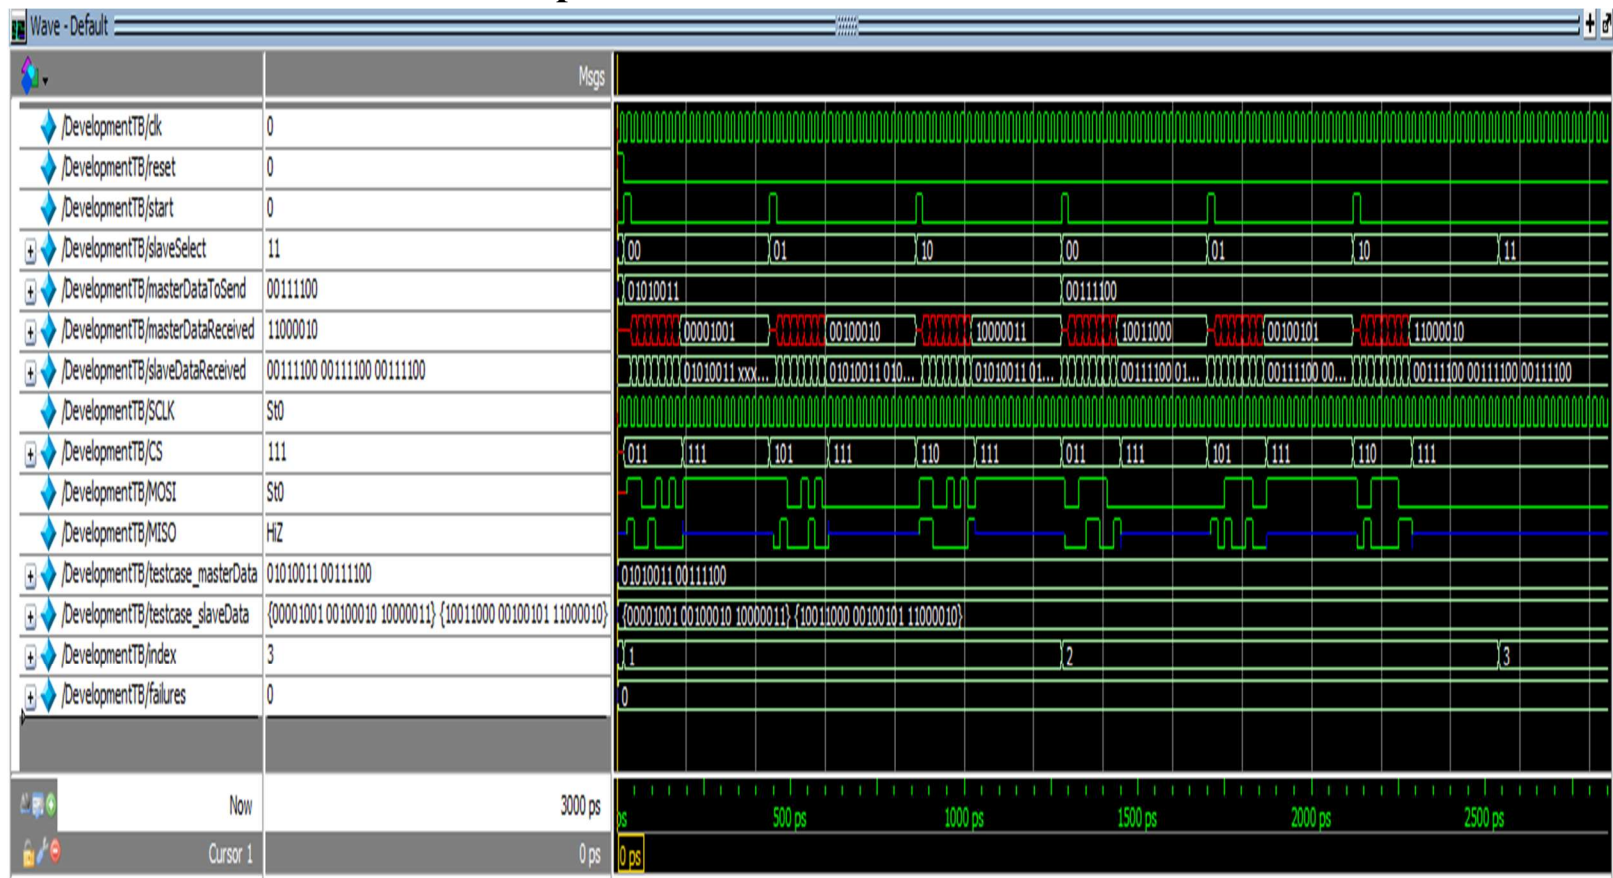 Wave - Default
Msgs
/DevelopmentTB/clk 0
/DevelopmentTB/reset 0
/DevelopmentTB/start 0
/DevelopmentTB/slaveSelect 11 00 01 10 00 01 10 11
/DevelopmentTB/masterDataToSend 00111100 01010011 00111100
/DevelopmentTB/masterDataReceived 11000010 00001001 00100010 10000011 10011000 00100101 11000010
/DevelopmentTB/slaveDataReceived 00111100 00111100 00111100 01010011 xxx... 01010011 010... 01010011 01... 00111100 01... 00111100 00... 00111100 00111100 00111100
/DevelopmentTB/SCLK St0
/DevelopmentTB/CS 111 011 111 101 111 110 111 011 111 101 111 110 111
/DevelopmentTB/MOSI St0
/DevelopmentTB/MISO HiZ
/DevelopmentTB/testcase_masterData 01010011 00111100 01010011 00111100
/DevelopmentTB/testcase_slaveData {00001001 00100010 10000011} {10011000 00100101 11000010} {00001001 00100010 10000011} {10011000 00100101 11000010}
/DevelopmentTB/index 3 1 2 3
/DevelopmentTB/failures 0 0
Now 3000 ps ps 500 ps 1000 ps 1500 ps 2000 ps 2500 ps
Cursor 1 0 ps 0 ps